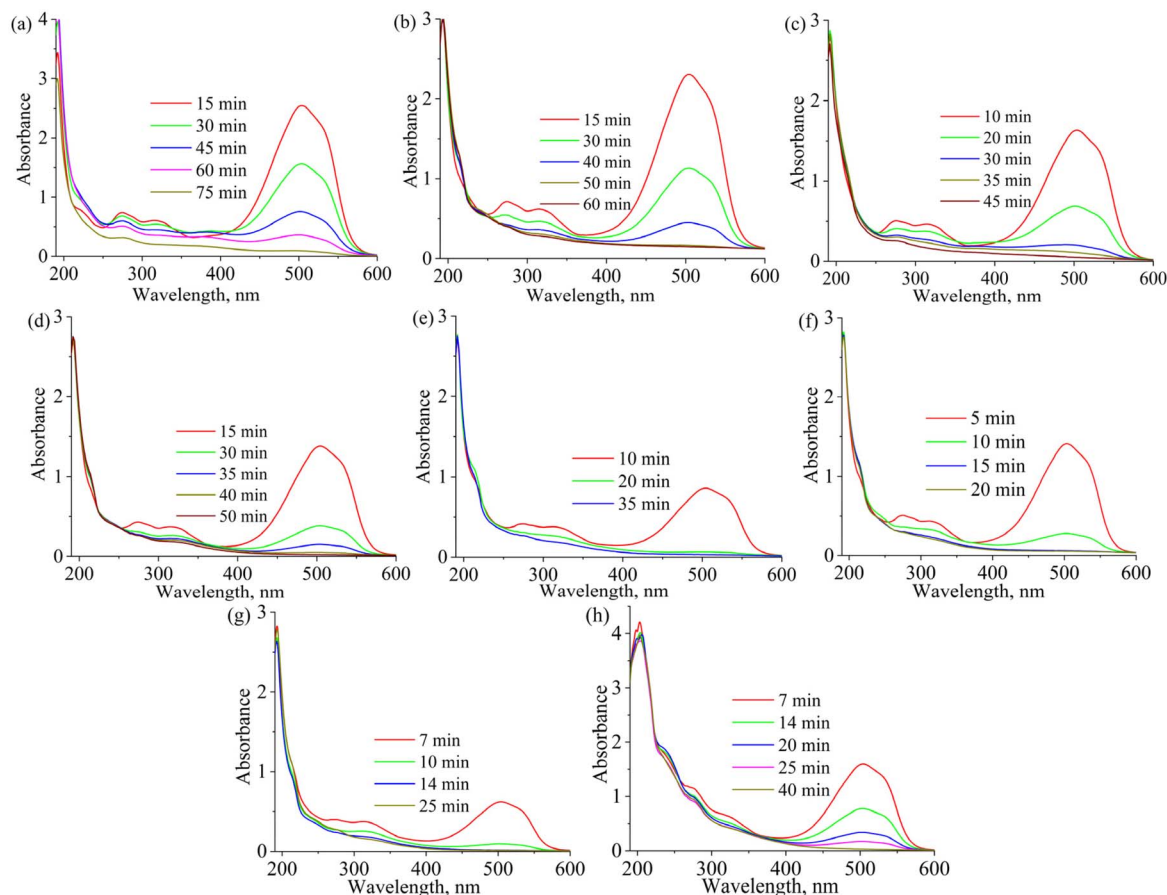 (a)
4
3
2
1
0
Absorbance
15 min
30 min
45 min
60 min
75 min
200 300 400 500 600
Wavelength, nm
(b)
3
2
1
0
Absorbance
15 min
30 min
40 min
50 min
60 min
200 300 400 500 600
Wavelength, nm
(c)
3
2
1
0
Absorbance
10 min
20 min
30 min
35 min
45 min
200 300 400 500 600
Wavelength, nm
(d)
3
2
1
0
Absorbance
15 min
30 min
35 min
40 min
50 min
200 300 400 500 600
Wavelength, nm
(e)
3
2
1
0
Absorbance
10 min
20 min
35 min
200 300 400 500 600
Wavelength, nm
(f)
3
2
1
0
Absorbance
5 min
10 min
15 min
20 min
200 300 400 500 600
Wavelength, nm
(g)
3
2
1
0
Absorbance
7 min
10 min
14 min
25 min
200 300 400 500 600
Wavelength, nm
(h)
4
3
2
1
0
Absorbance
7 min
14 min
20 min
25 min
40 min
200 300 400 500 600
Wavelength, nm